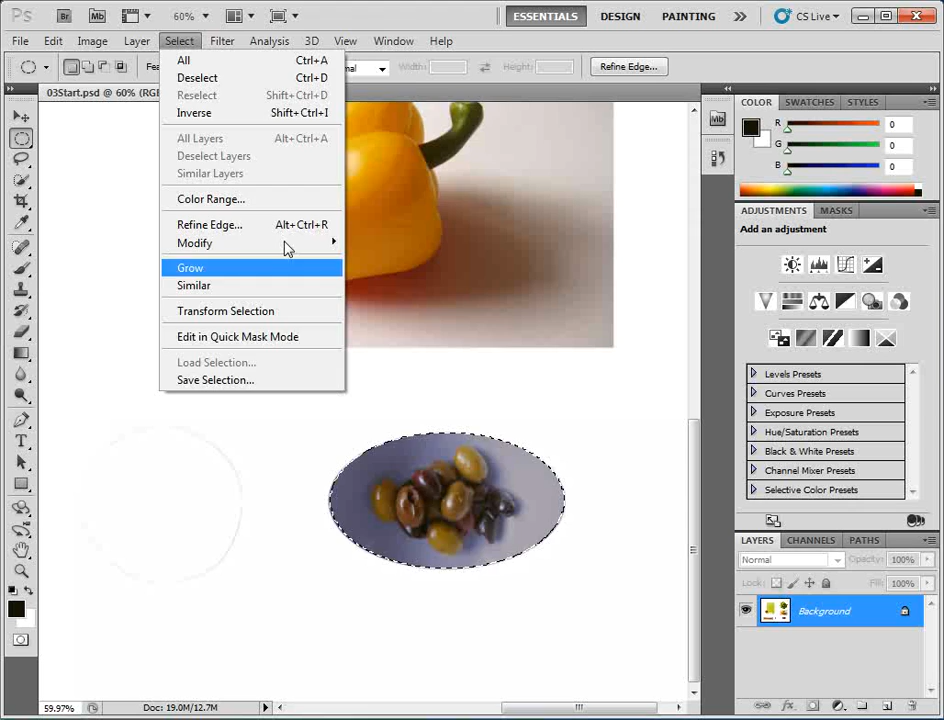 Ps Br Mb 60% ESSENTIALS DESIGN PAINTING CS Live
File Edit Image Layer Select Filter Analysis 3D View Window Help
Width: Height: Refine Edge...
03Start.psd @ 60% (RGB
All Ctrl+A
Deselect Ctrl+D
Reselect Shift+Ctrl+D
Inverse Shift+Ctrl+I
All Layers Alt+Ctrl+A
Deselect Layers
Similar Layers
Color Range...
Refine Edge... Alt+Ctrl+R
Modify
Grow
Similar
Transform Selection
Edit in Quick Mask Mode
Load Selection...
Save Selection...
Mb
COLOR SWATCHES STYLES
R 0
G 0
B 0
ADJUSTMENTS MASKS
Add an adjustment
Levels Presets
Curves Presets
Exposure Presets
Hue/Saturation Presets
Black & White Presets
Channel Mixer Presets
Selective Color Presets
LAYERS CHANNELS PATHS
Normal Opacity: 100%
Lock: Fill: 100%
Background
59.97% Doc: 19.0M/12.7M